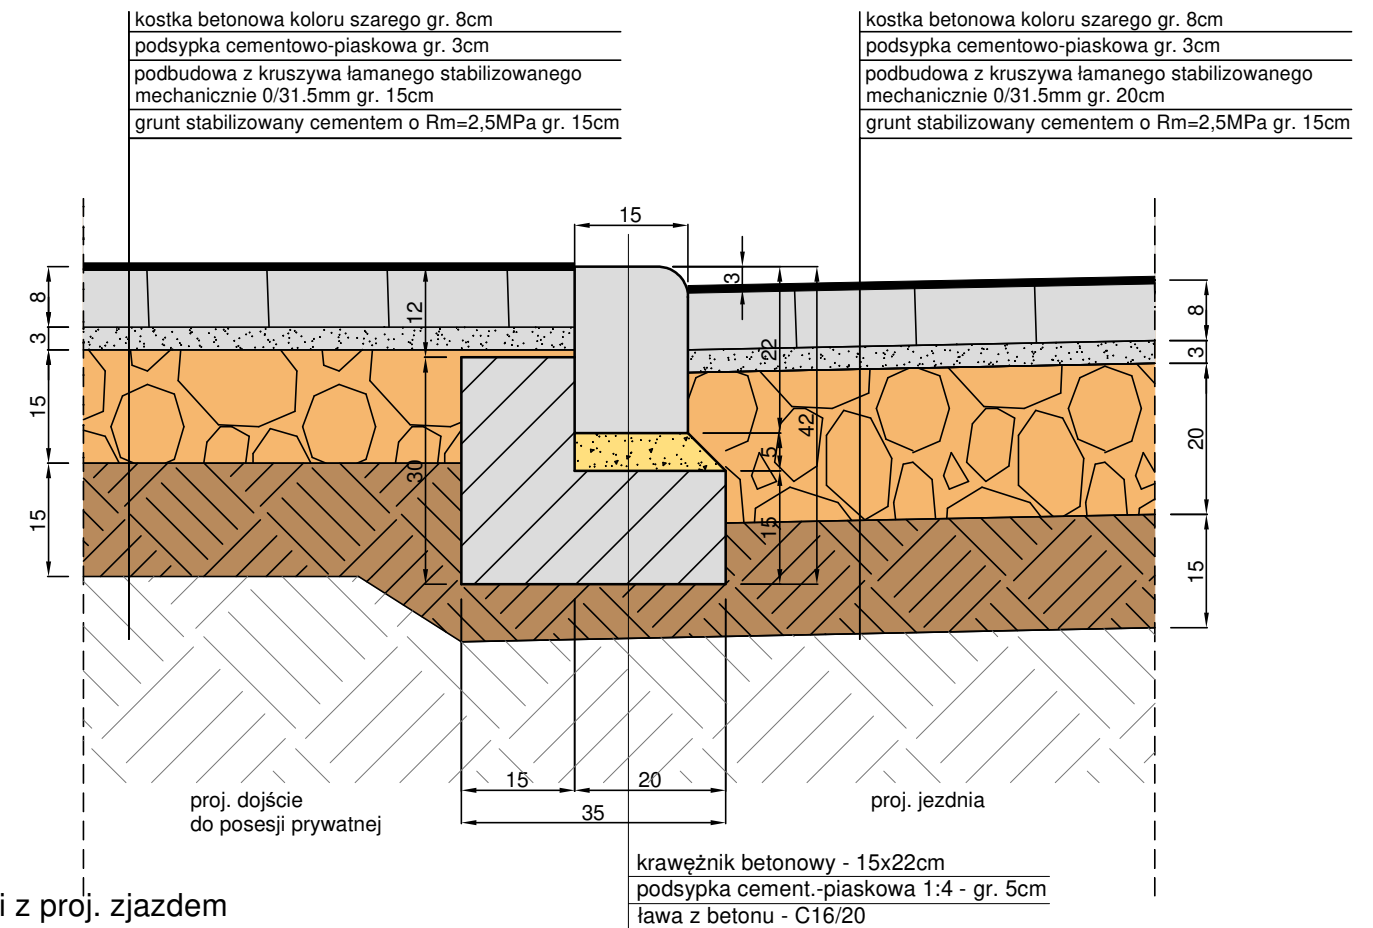 kostka betonowa koloru szarego gr. 8cm
podsypka cementowo-piaskowa gr. 3cm
podbudowa z kruszywa łamanego stabilizowanego
mechanicznie 0/31.5mm gr. 15cm
grunt stabilizowany cementem o Rm=2,5MPa gr. 15cm
kostka betonowa koloru szarego gr. 8cm
podsypka cementowo-piaskowa gr. 3cm
podbudowa z kruszywa łamanego stabilizowanego
mechanicznie 0/31.5mm gr. 20cm
grunt stabilizowany cementem o Rm=2,5MPa gr. 15cm
15
8
3
15
15
12
30
3
22
5
15
42
8
3
20
15
15
20
35
proj. dojście
do posesji prywatnej
proj. jezdnia
krawężnik betonowy - 15x22cm
podsypka cement.-piaskowa 1:4 - gr. 5cm
ława z betonu - C16/20
i z proj. zjazdem